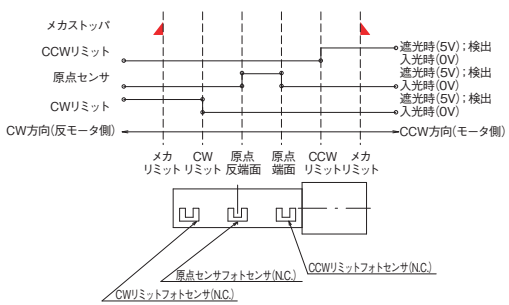 メカストッパ
CCWリミット
遮光時(5V);検出
入光時(0V)
原点センサ
遮光時(5V);検出
入光時(0V)
CWリミット
遮光時(5V);検出
入光時(0V)
CW方向(反モータ側)
CCW方向(モータ側)
メカ CW 原点 原点 CCW メカ
リミット リミット 反端面 端面 リミット リミット
原点センサフォトセンサ(N.C.)
CCWリミットフォトセンサ(N.C.)
CWリミットフォトセンサ(N.C.)